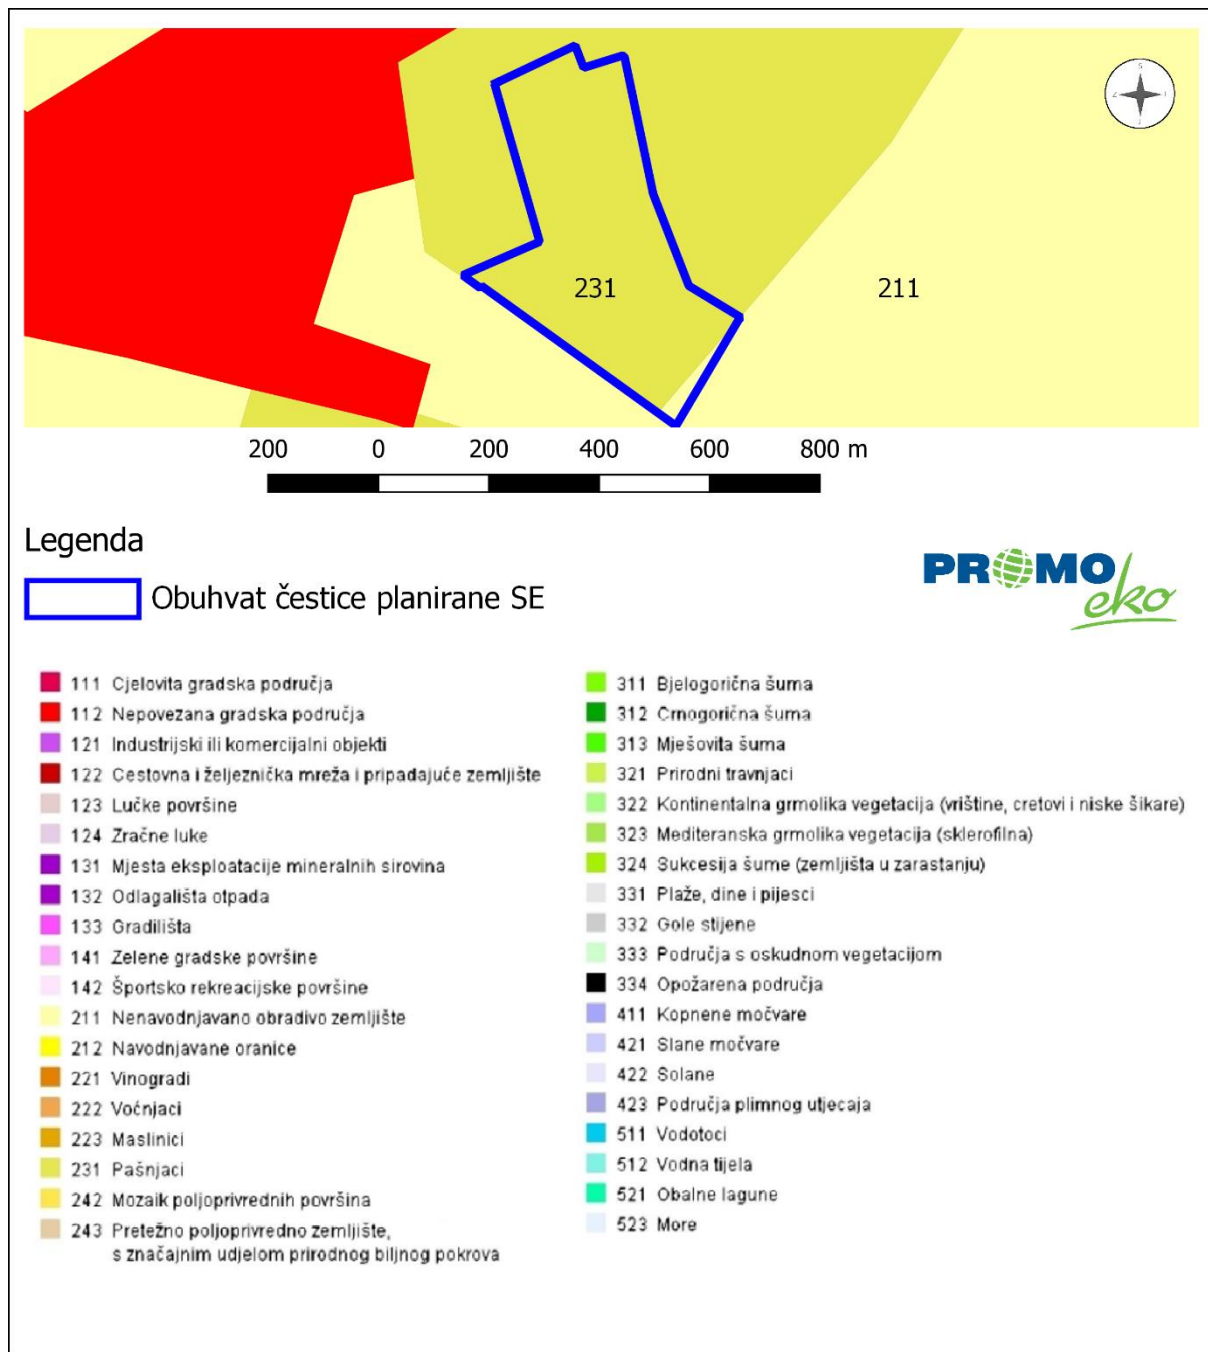 231
211
200 0 200 400 600 800 m
Legenda
Obuhvat čestice planirane SE
PROMO
eko
111 Cjelovita gradska područja
112 Nepovezana gradska područja
121 Industrijski ili komercijalni objekti
122 Cestovna i željeznička mreža i pripadajuće zemljište
123 Lučke površine
124 Zračne luke
131 Mjesta eksploatacije mineralnih sirovina
132 Odlagališta otpada
133 Gradilišta
141 Zelene gradske površine
142 Športsko rekreacijske površine
211 Nenavodnjavano obradivo zemljište
212 Navodnjavane oranice
221 Vinogradi
222 Voćnjaci
223 Maslinici
231 Pašnjaci
242 Mozaik poljoprivrednih površina
243 Pretežno poljoprivredno zemljište,
s značajnim udjelom prirodnog biljnog pokrova
311 Bjelogorična šuma
312 Crnogorična šuma
313 Mješovita šuma
321 Prirodni travnjaci
322 Kontinentalna grmolika vegetacija (vrištine, cretovi i niske šikare)
323 Mediteranska grmolika vegetacija (sklerofilna)
324 Sukcesija šume (zemljišta u zarastanju)
331 Plaže, dine i pijesci
332 Gole stijene
333 Područja s oskudnom vegetacijom
334 Opožarena područja
411 Kopnene močvare
421 Slane močvare
422 Solane
423 Područja plimnog utjecaja
511 Vodotoci
512 Vodna tijela
521 Obalne lagune
523 More